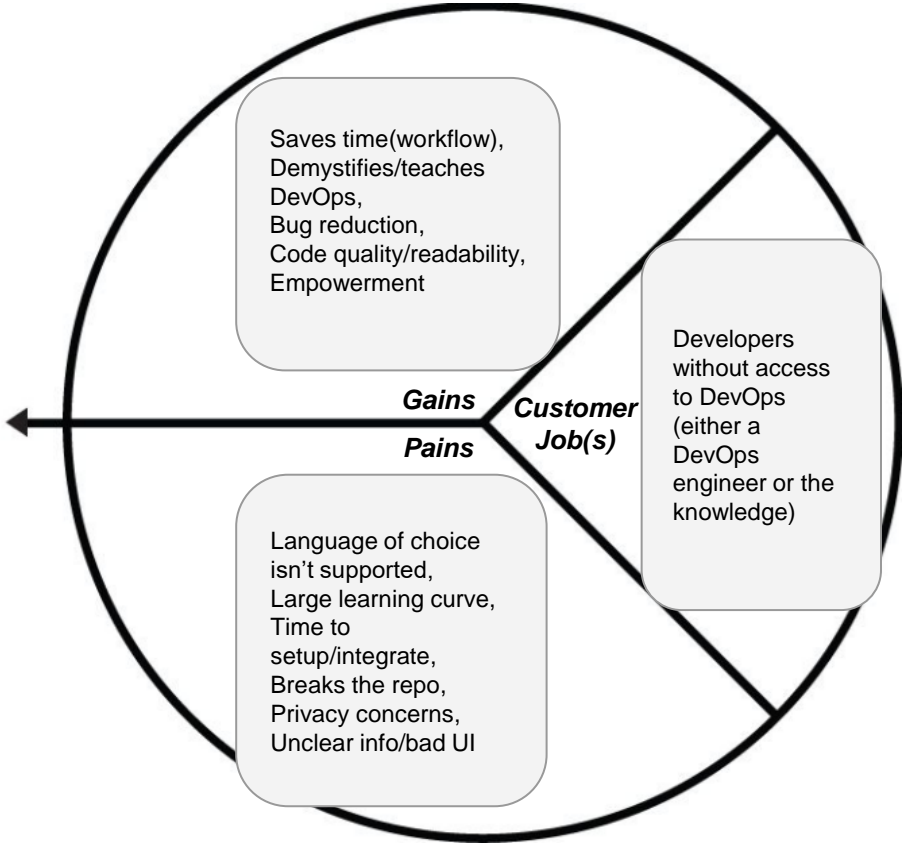 Saves time(workflow),
Demystifies/teaches
DevOps,
Bug reduction,
Code quality/readability,
Empowerment
Gains
Pains
Customer
Job(s)
Developers
without access
to DevOps
(either a
DevOps
engineer or the
knowledge)
Language of choice
isn’t supported,
Large learning curve,
Time to
setup/integrate,
Breaks the repo,
Privacy concerns,
Unclear info/bad UI